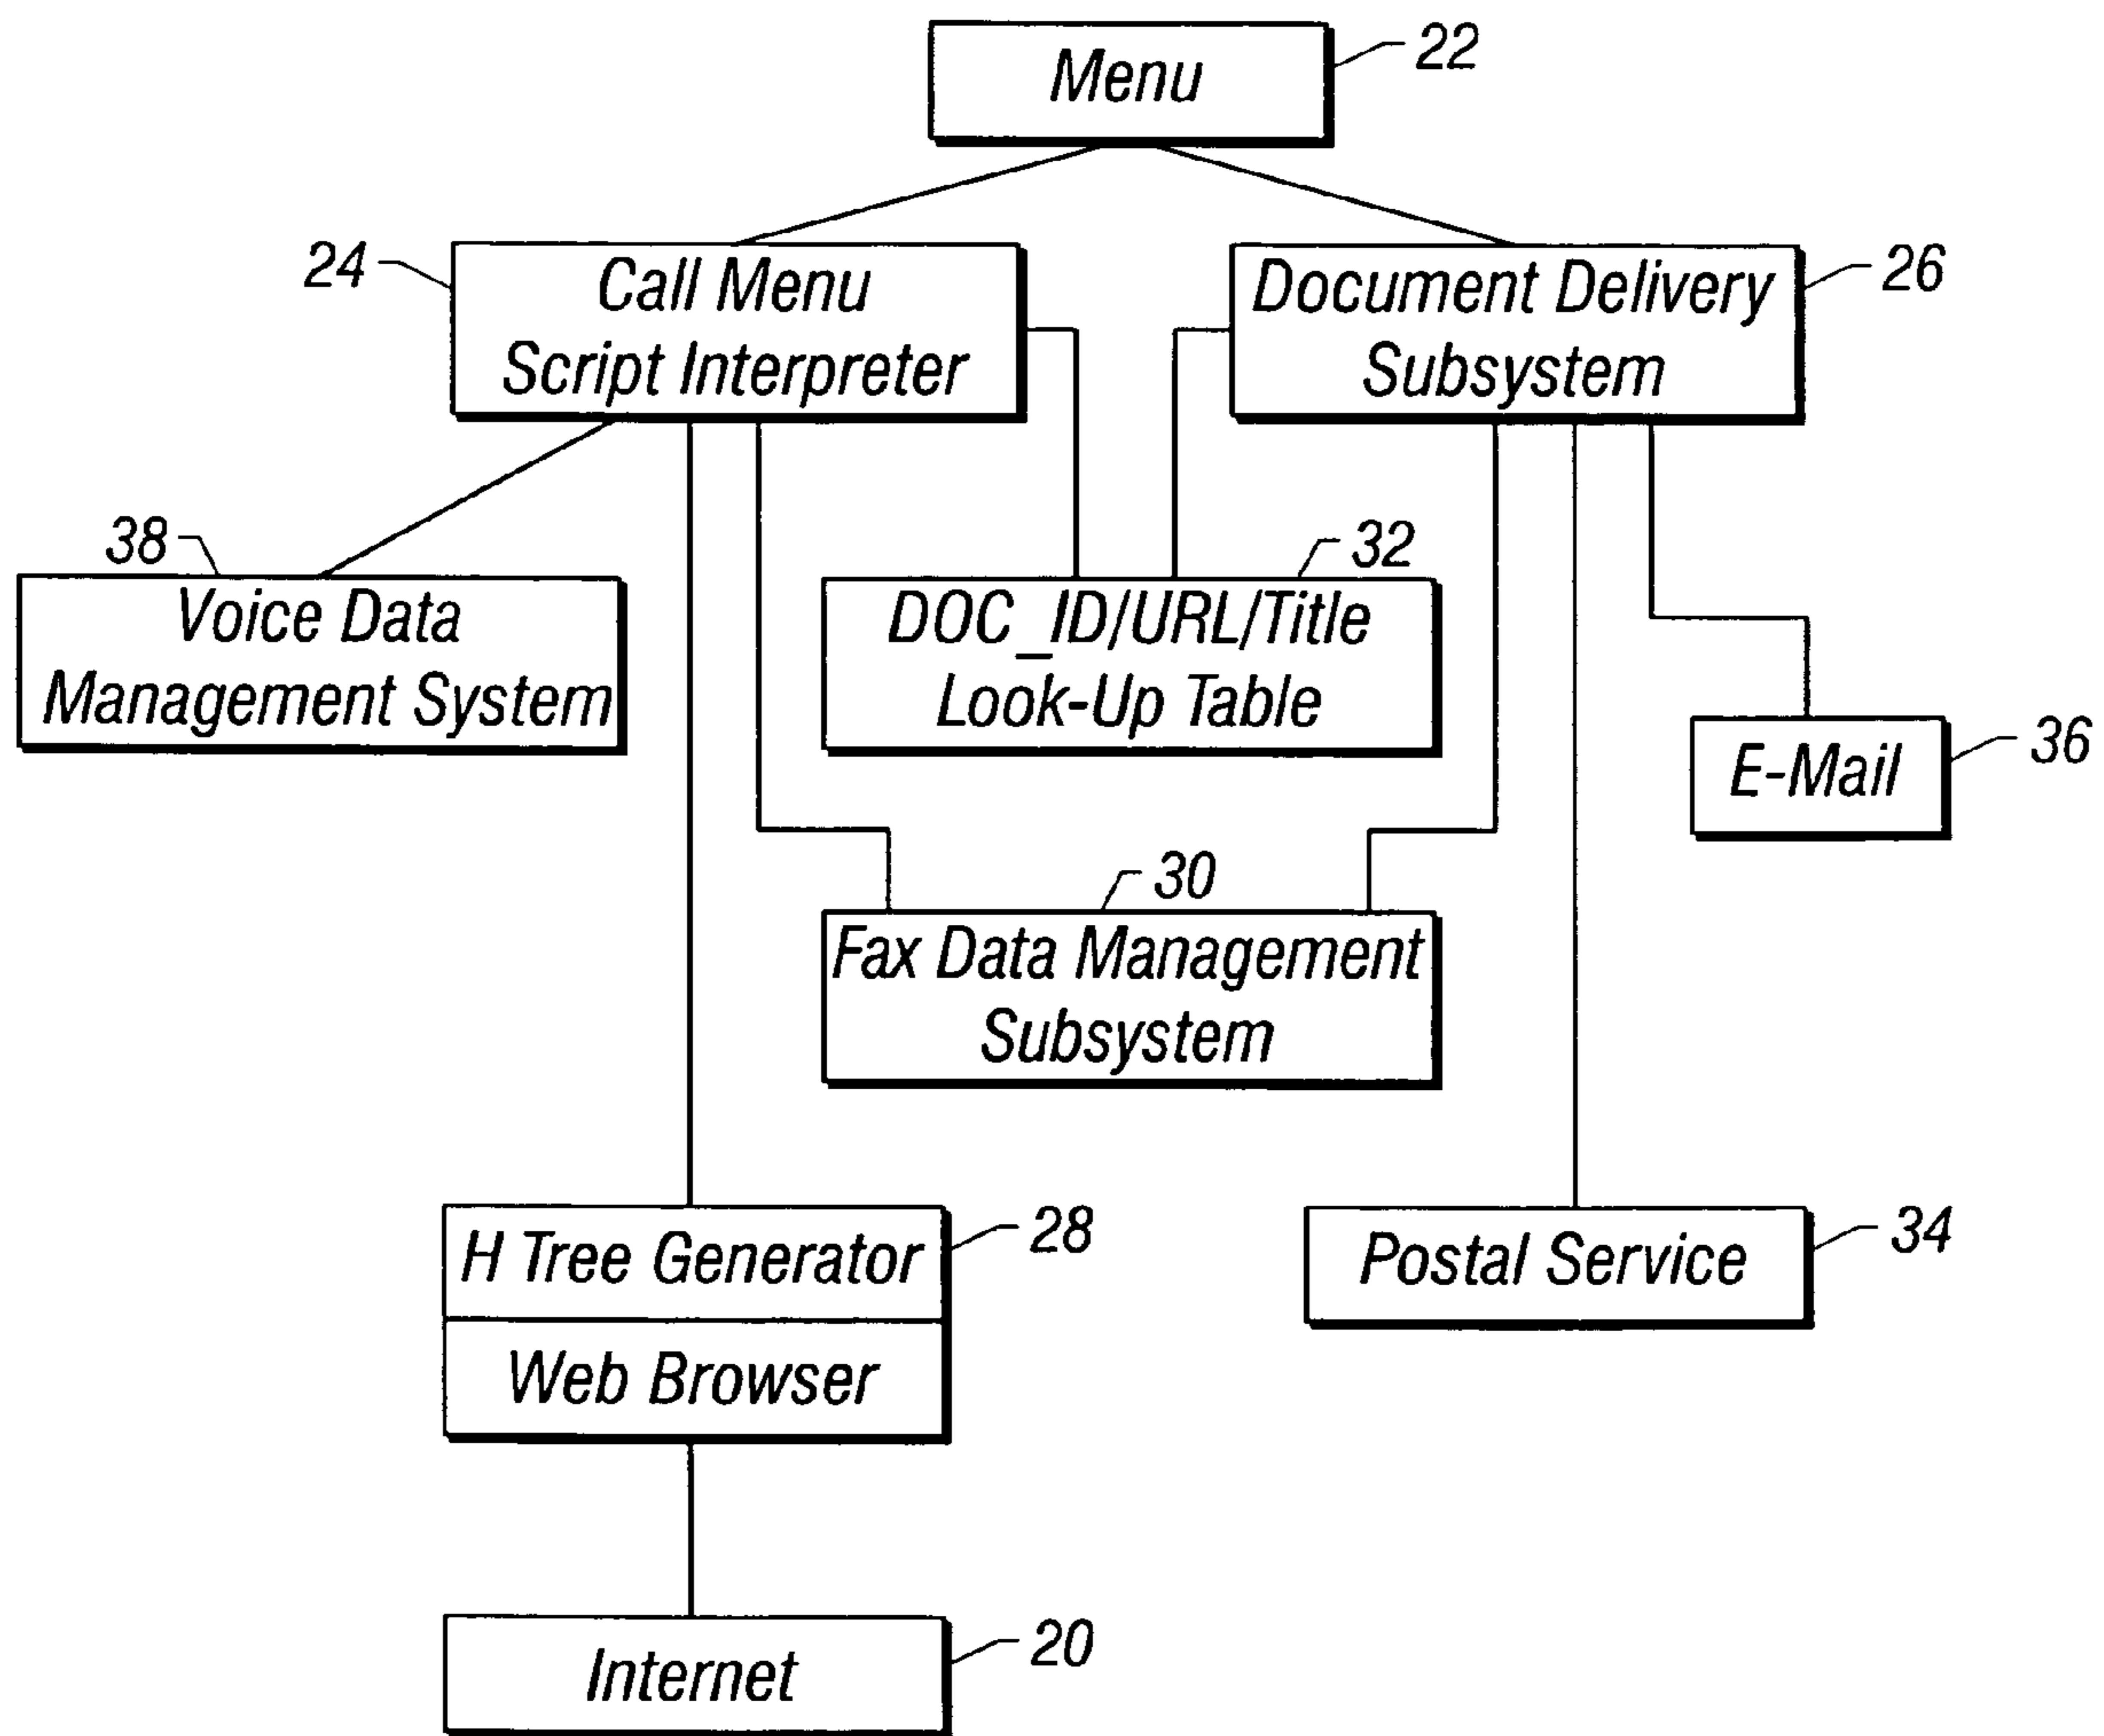 Menu
22
24
Call Menu
Script Interpreter
Document Delivery
Subsystem
26
38
Voice Data
Management System
32
DOC_ID/URL/Title
Look-Up Table
E-Mail
36
30
Fax Data Management
Subsystem
H Tree Generator
28
Web Browser
Postal Service
34
Internet
20